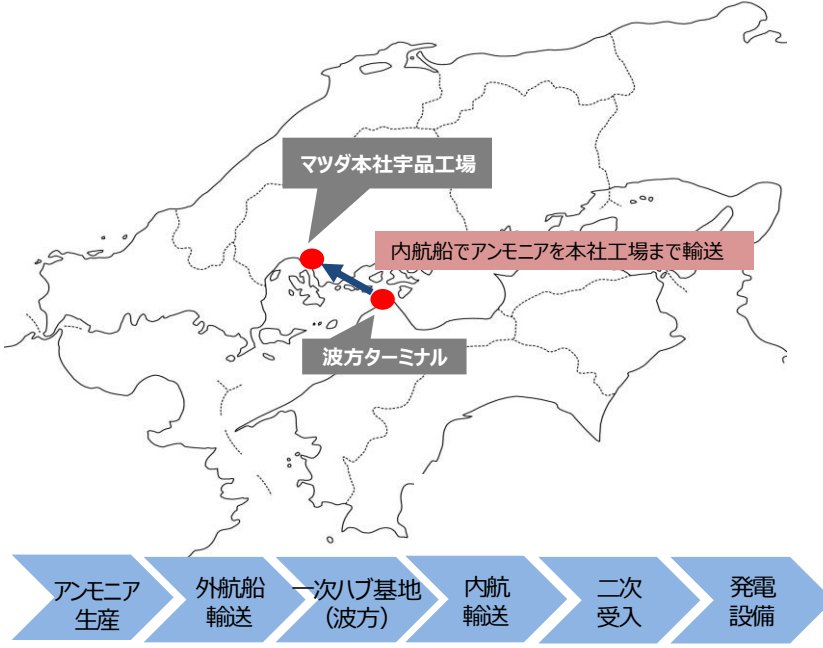 マツダ本社宇品工場
内航船でアンモニアを本社工場まで輸送
波方ターミナル
アンモニア
生産
外航船
輸送
一次ハブ基地
（波方）
内航
輸送
二次
受入
発電
設備